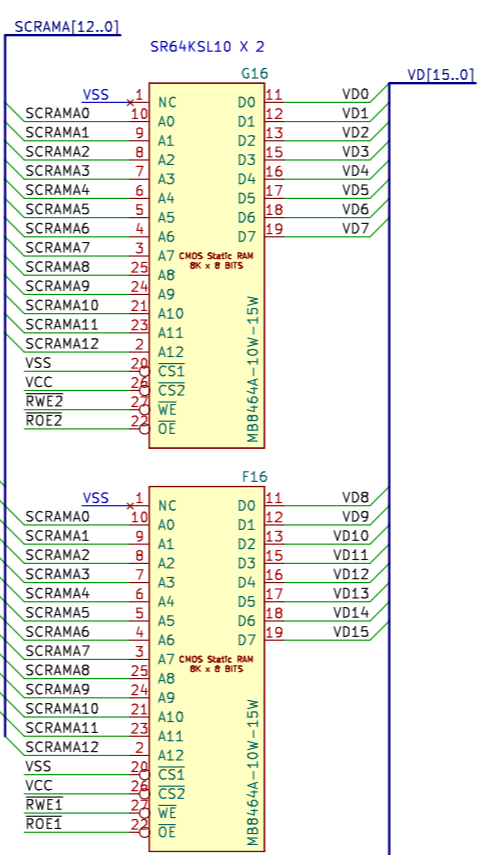 SCRAMA[12..0]
SR64KSL10 X 2
G16
VD[15..0]
VSS 1 NC D0 11 VD0
SCRAMA0 10 A0 D1 12 VD1
SCRAMA1 9 A1 D2 13 VD2
SCRAMA2 8 A2 D3 15 VD3
SCRAMA3 7 A3 D4 16 VD4
SCRAMA4 6 A4 D5 17 VD5
SCRAMA5 5 A5 D6 18 VD6
SCRAMA6 4 A6 D7 19 VD7
SCRAMA7 3 A7 CMOS Static RAM
SCRAMA8 25 A8 8K x 8 BITS
SCRAMA9 24 A9
SCRAMA10 21 A10
SCRAMA11 23 A11
SCRAMA12 2 A12
VSS 20 CS1
VCC 26 CS2
RWE2 27 WE
ROE2 22 OE
MB8464A-10W-15W
F16
VSS 1 NC D0 11 VD8
SCRAMA0 10 A0 D1 12 VD9
SCRAMA1 9 A1 D2 13 VD10
SCRAMA2 8 A2 D3 15 VD11
SCRAMA3 7 A3 D4 16 VD12
SCRAMA4 6 A4 D5 17 VD13
SCRAMA5 5 A5 D6 18 VD14
SCRAMA6 4 A6 D7 19 VD15
SCRAMA7 3 A7 CMOS Static RAM
SCRAMA8 25 A8 8K x 8 BITS
SCRAMA9 24 A9
SCRAMA10 21 A10
SCRAMA11 23 A11
SCRAMA12 2 A12
VSS 20 CS1
VCC 26 CS2
RWE1 27 WE
ROE1 22 OE
MB8464A-10W-15W